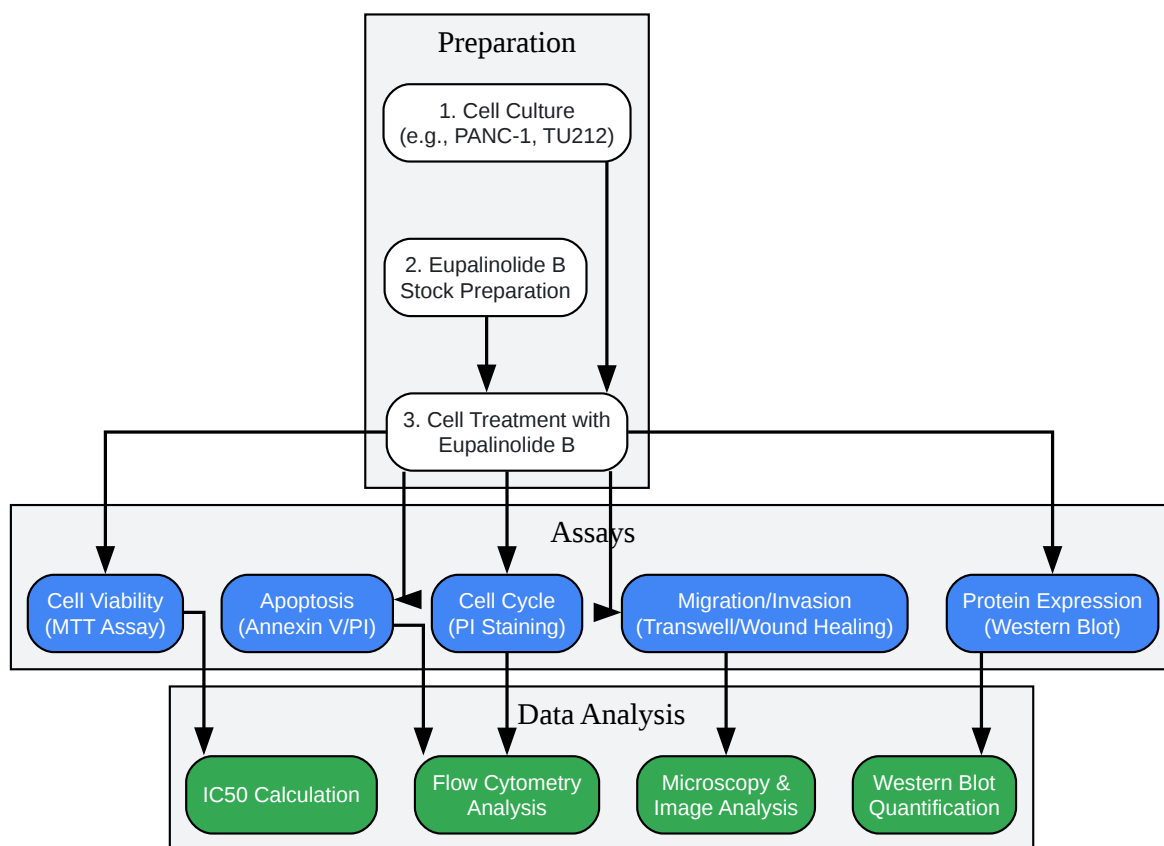 Preparation
1. Cell Culture
(e.g., PANC-1, TU212)
2. Eupalinolide B
Stock Preparation
3. Cell Treatment with
Eupalinolide B
Assays
Cell Viability
(MTT Assay)
Apoptosis
(Annexin V/PI)
Cell Cycle
(PI Staining)
Migration/Invasion
(Transwell/Wound Healing)
Protein Expression
(Western Blot)
Data Analysis
IC50 Calculation
Flow Cytometry
Analysis
Microscopy &
Image Analysis
Western Blot
Quantification